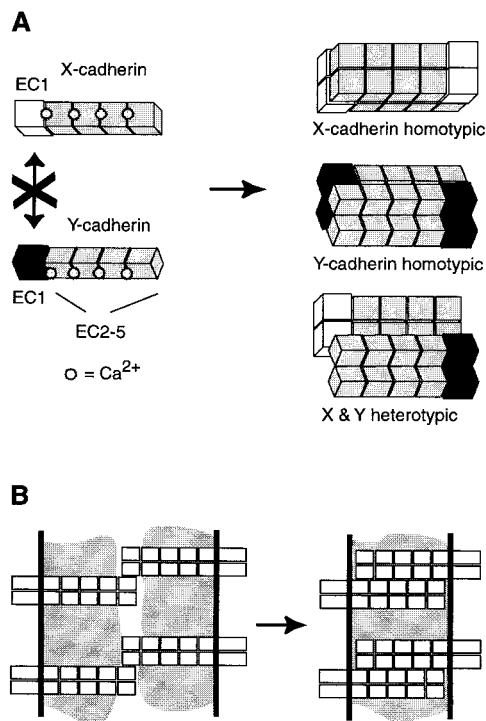 A
X-cadherin
EC1
X-cadherin homotypic
Y-cadherin
EC1
Y-cadherin homotypic
EC2-5
= Ca2+
X & Y heterotypic
B